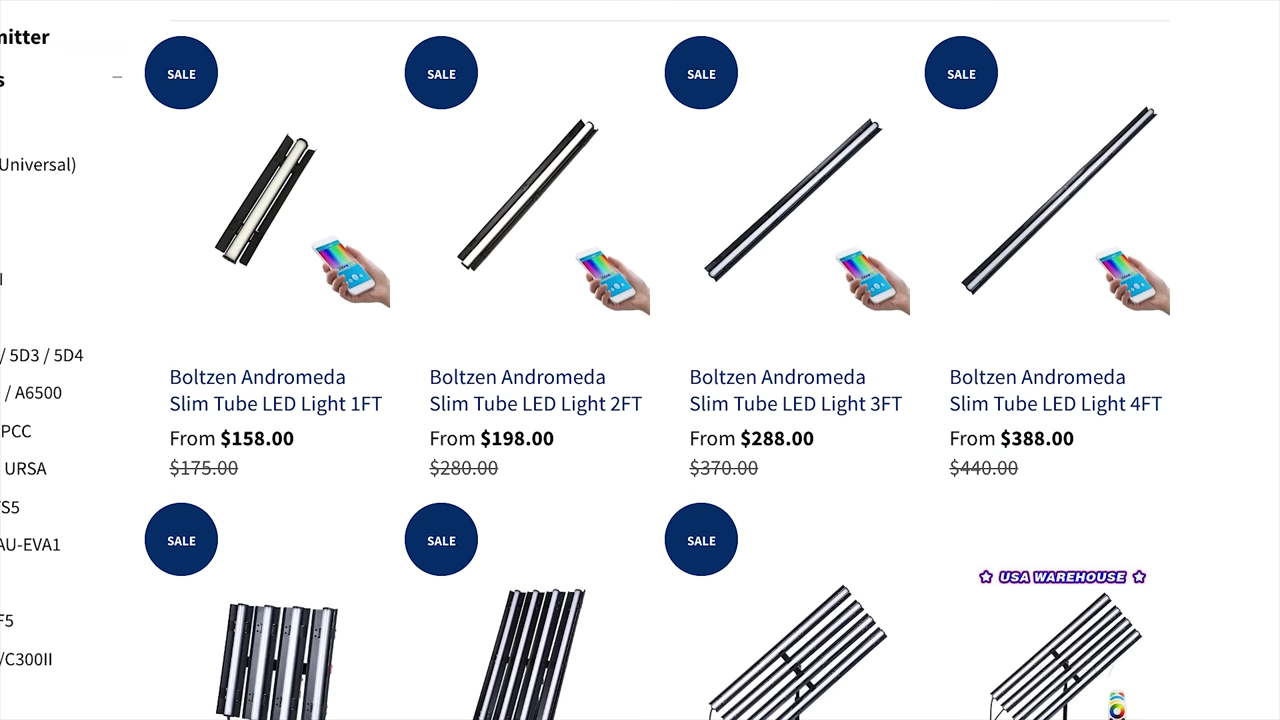 nitter
s
SALE
SALE
SALE
SALE
Universal)
/ 5D3 / 5D4
/ A6500
PCC
URSA
AU-EVA1
/C300II
Boltzen Andromeda
Slim Tube LED Light 1FT
From $158.00
$175.00
Boltzen Andromeda
Slim Tube LED Light 2FT
From $198.00
$280.00
Boltzen Andromeda
Slim Tube LED Light 3FT
From $288.00
$370.00
Boltzen Andromeda
Slim Tube LED Light 4FT
From $388.00
$440.00
SALE
SALE
SALE
USA WAREHOUSE